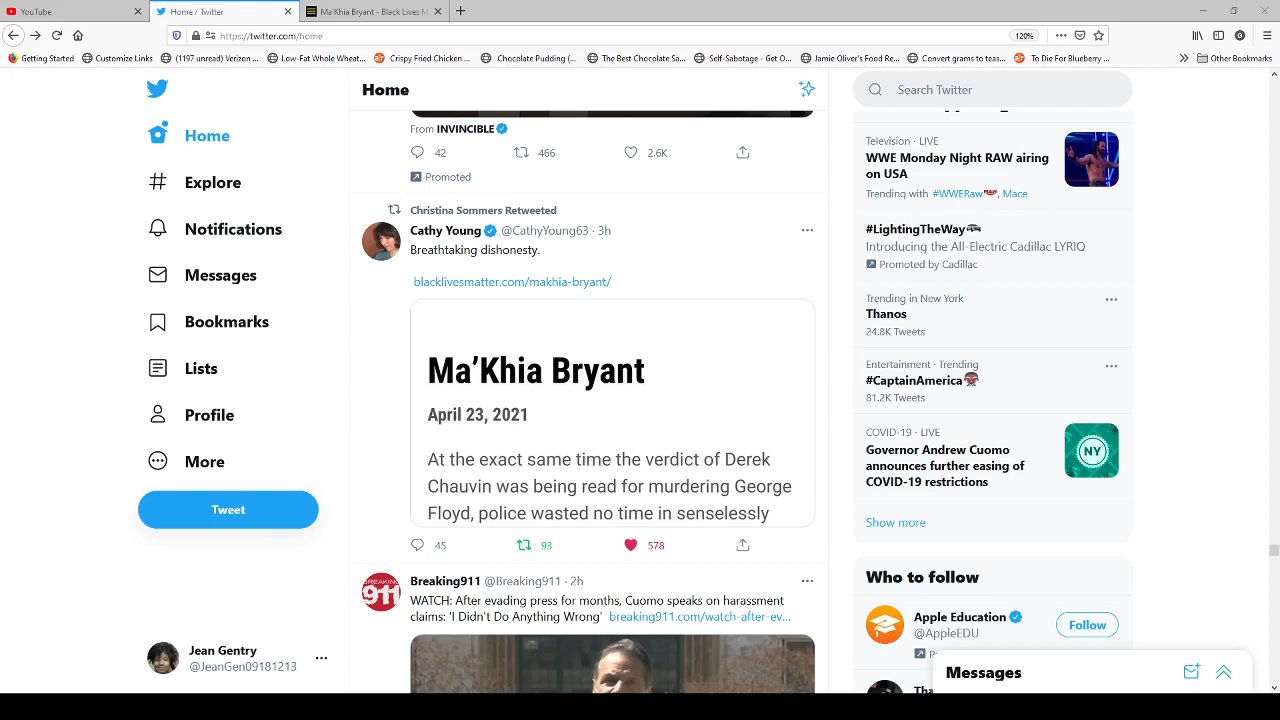 YouTube
Home / Twitter
Ma'Khia Bryant - Black Lives M
https://twitter.com/home
120%
Getting Started
Customize Links
(1197 unread) Verizon ...
Low-Fat Whole Wheat...
Crispy Fried Chicken ...
Chocolate Pudding (...
The Best Chocolate Sa...
Self-Sabotage - Get O...
Jamie Oliver's Food Re...
Convert grams to teas...
To Die For Blueberry ...
Other Bookmarks
Home
Explore
Notifications
Messages
Bookmarks
Lists
Profile
More
Tweet
Jean Gentry
@JeanGen09181213
Home
From INVINCIBLE
42 466 2.6K
Promoted
Christina Sommers Retweeted
Cathy Young @CathyYoung63 · 3h
Breathtaking dishonesty.
blacklivesmatter.com/makhia-bryant/
Ma'Khia Bryant
April 23, 2021
At the exact same time the verdict of Derek
Chauvin was being read for murdering George
Floyd, police wasted no time in senselessly
45 93 578
BREAKING
911
Breaking911 @Breaking911 · 2h
WATCH: After evading press for months, Cuomo speaks on harassment
claims: 'I Didn't Do Anything Wrong' breaking911.com/watch-after-ev...
Search Twitter
Television · LIVE
WWE Monday Night RAW airing
on USA
Trending with #WWERaw, Mace
#LightingTheWay
Introducing the All-Electric Cadillac LYRIQ
Promoted by Cadillac
Trending in New York
Thanos
24.8K Tweets
Entertainment · Trending
#CaptainAmerica
81.2K Tweets
COVID-19 · LIVE
Governor Andrew Cuomo
announces further easing of
COVID-19 restrictions
NY
Show more
Who to follow
Apple Education
@AppleEDU
Follow
Messages